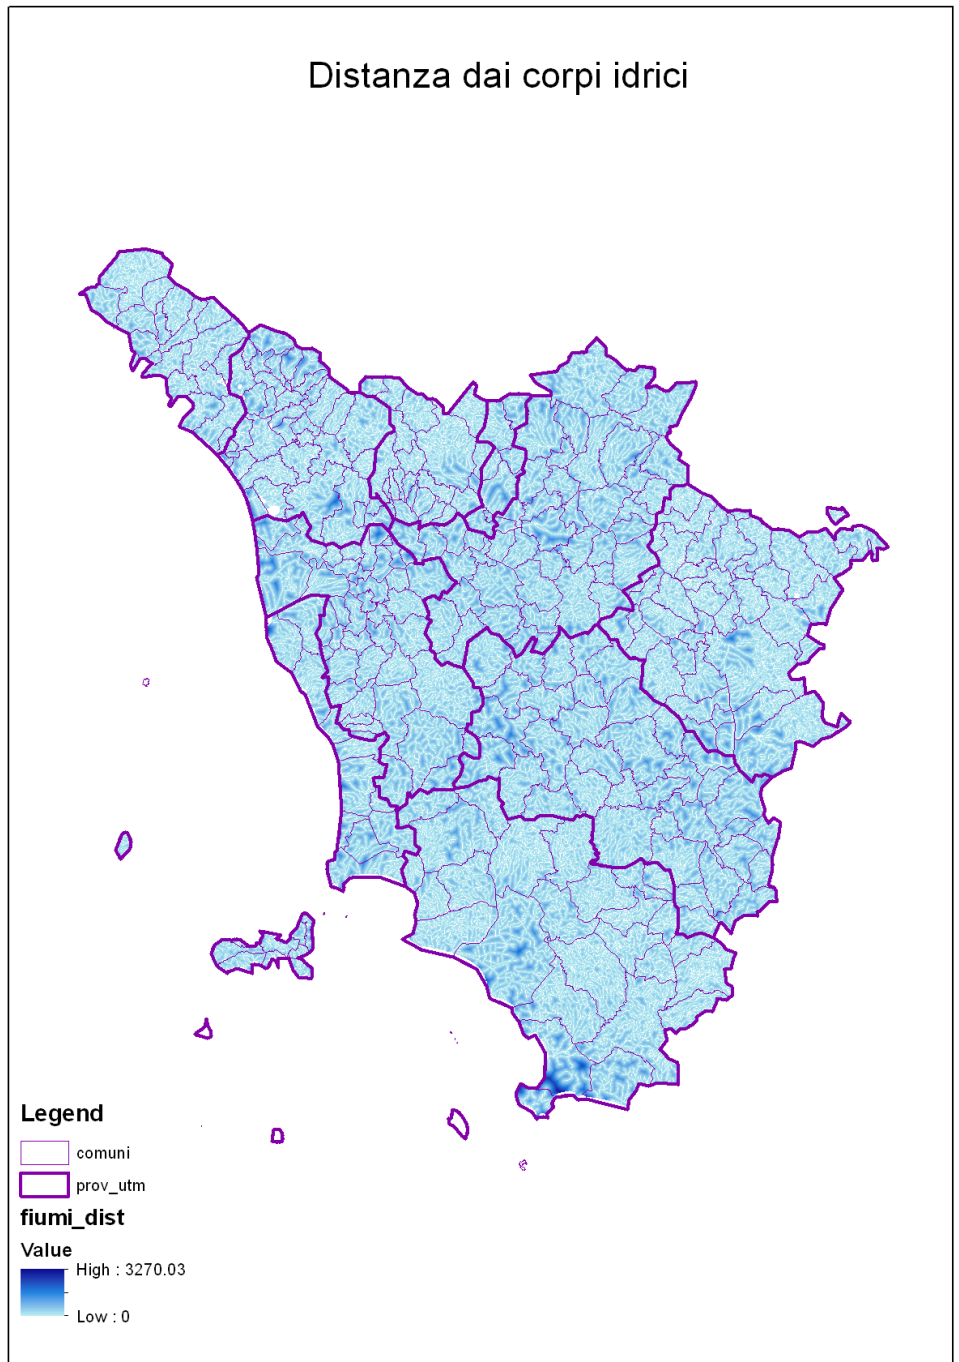 Distanza dai corpi idrici
Legend
comuni
prov_utm
fiumi_dist
Value
High : 3270.03
Low : 0